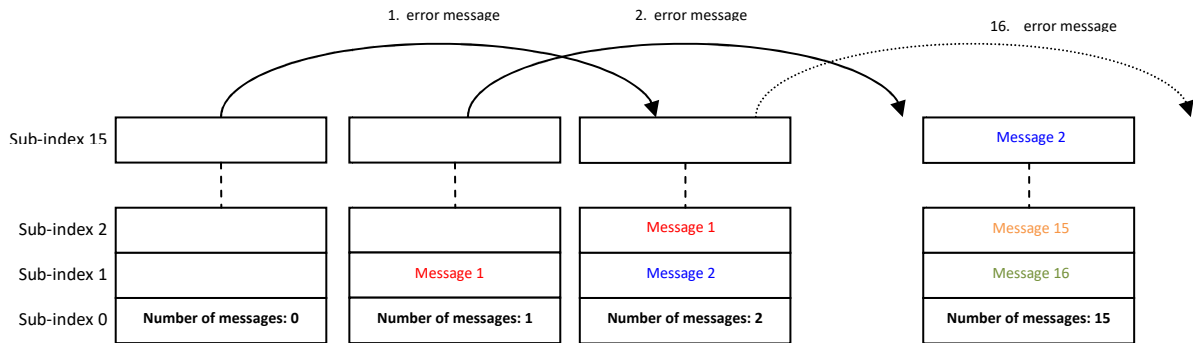 1. error message
2. error message
16. error message
Sub-index 15
Message 2
Sub-index 2
Message 1
Message 15
Sub-index 1
Message 1
Message 2
Message 16
Sub-index 0
Number of messages: 0
Number of messages: 1
Number of messages: 2
Number of messages: 15